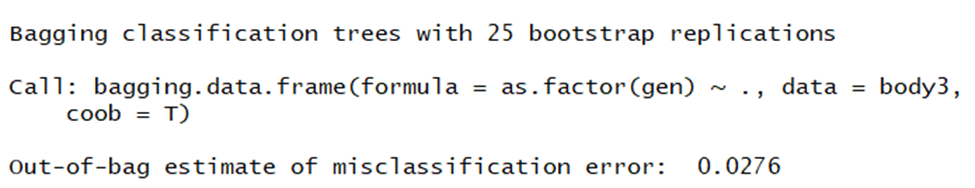 Bagging classification trees with 25 bootstrap replications
Call: bagging.data.frame(formula = as.factor(gen) ~ ., data = body3,
coob = T)
Out-of-bag estimate of misclassification error:  0.0276